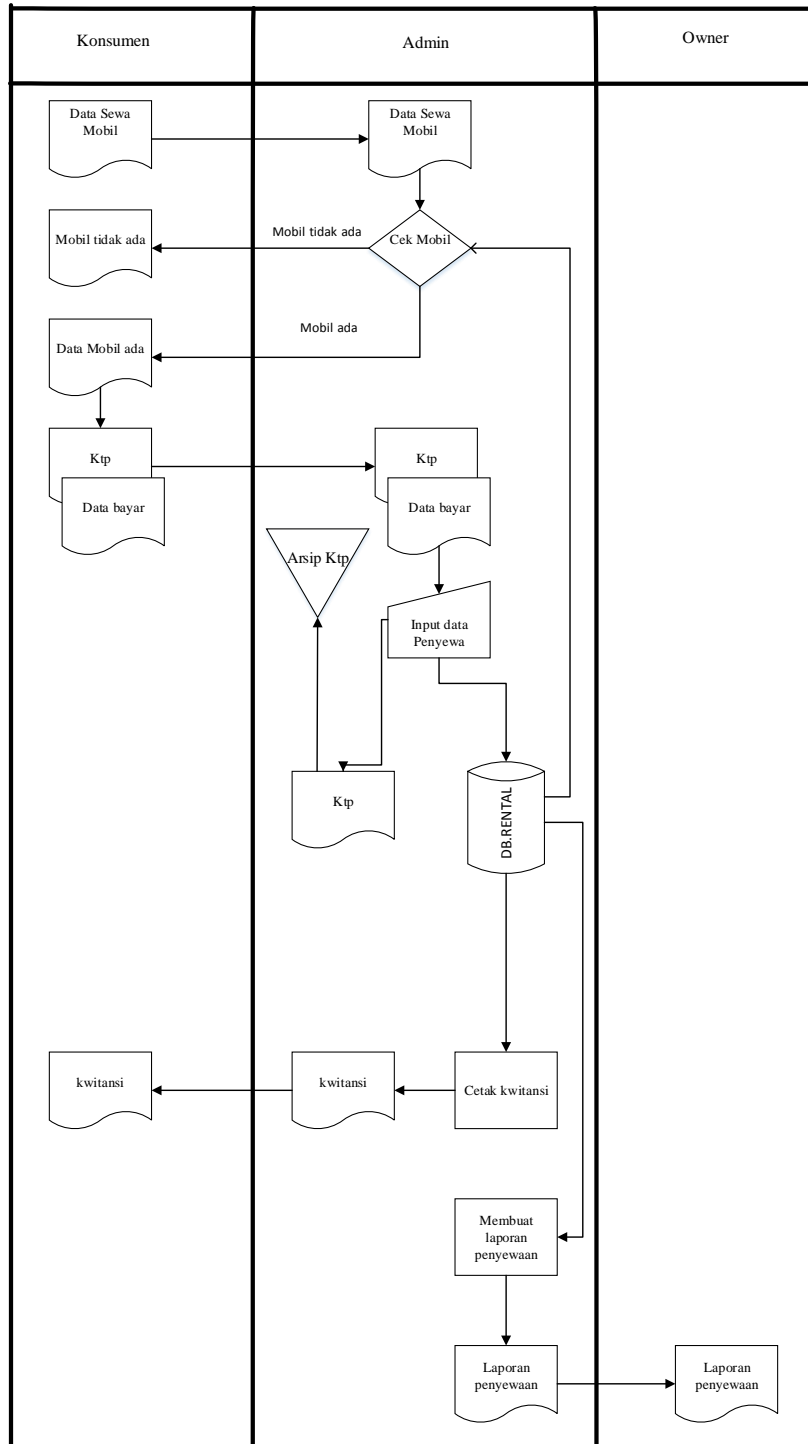 Konsumen
Admin
Owner
Data Sewa
Mobil
Data Sewa
Mobil
Mobil tidak ada
Mobil tidak ada
Cek Mobil
Mobil ada
Data Mobil ada
Ktp
Data bayar
Ktp
Data bayar
Arsip Ktp
Input data
Penyewa
Ktp
DB.RENTAL
kwitansi
kwitansi
Cetak kwitansi
Membuat
laporan
penyewaan
Laporan
penyewaan
Laporan
penyewaan